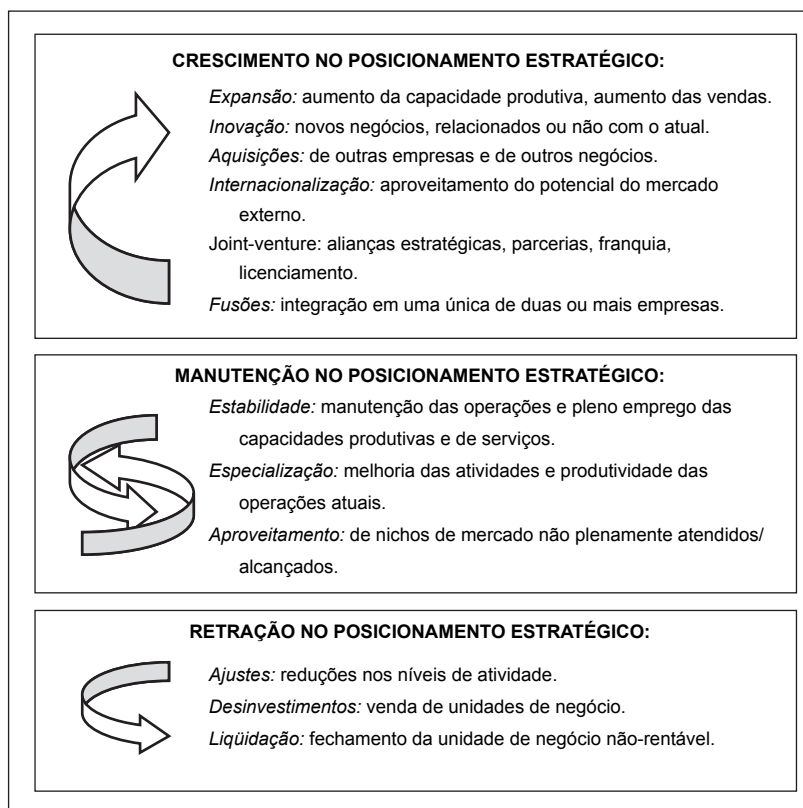 CRESCIMENTO NO POSICIONAMENTO ESTRATÉGICO:
Expansão: aumento da capacidade produtiva, aumento das vendas.
Inovação: novos negócios, relacionados ou não com o atual.
Aquisições: de outras empresas e de outros negócios.
Internacionalização: aproveitamento do potencial do mercado
externo.
Joint-venture: alianças estratégicas, parcerias, franquia,
licenciamento.
Fusões: integração em uma única de duas ou mais empresas.
MANUTENÇÃO NO POSICIONAMENTO ESTRATÉGICO:
Estabilidade: manutenção das operações e pleno emprego das
capacidades produtivas e de serviços.
Especialização: melhoria das atividades e produtividade das
operações atuais.
Aproveitamento: de nichos de mercado não plenamente atendidos/
alcançados.
RETRAÇÃO NO POSICIONAMENTO ESTRATÉGICO:
Ajustes: reduções nos níveis de atividade.
Desinvestimentos: venda de unidades de negócio.
Liqüidação: fechamento da unidade de negócio não-rentável.